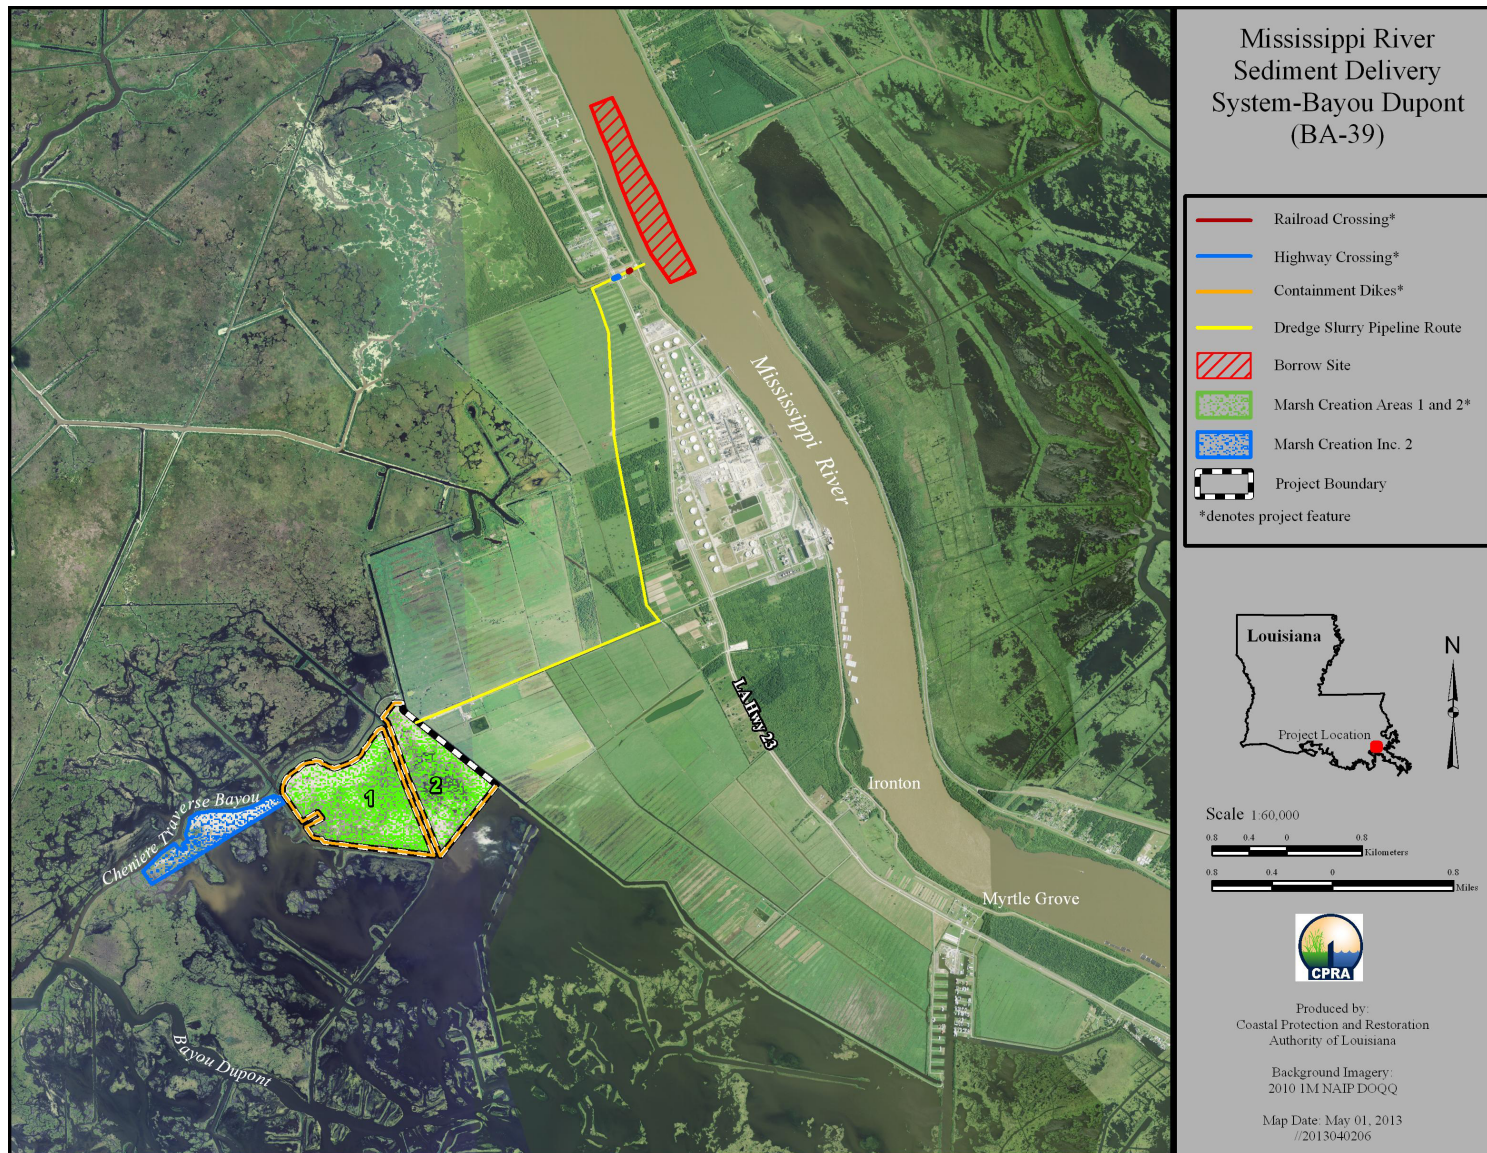 Mississippi River
Sediment Delivery
System-Bayou Dupont
(BA-39)
Railroad Crossing*
Highway Crossing*
Containment Dikes*
Dredge Slurry Pipeline Route
Borrow Site
Marsh Creation Areas 1 and 2*
Marsh Creation Inc. 2
Project Boundary
*denotes project feature
Mississippi River
LA Hwy 23
Ironton
Myrtle Grove
1
2
Cheniere Traverse Bayou
Bayou Dupont
Louisiana
N
Project Location
Scale 1:60,000
0.8 0.4 0 0.8
Kilometers
0.8 0.4 0 0.8
Miles
CPRA
Produced by:
Coastal Protection and Restoration
Authority of Louisiana
Background Imagery:
2010 1M NAIP DOQQ
Map Date: May 01, 2013
//2013040206